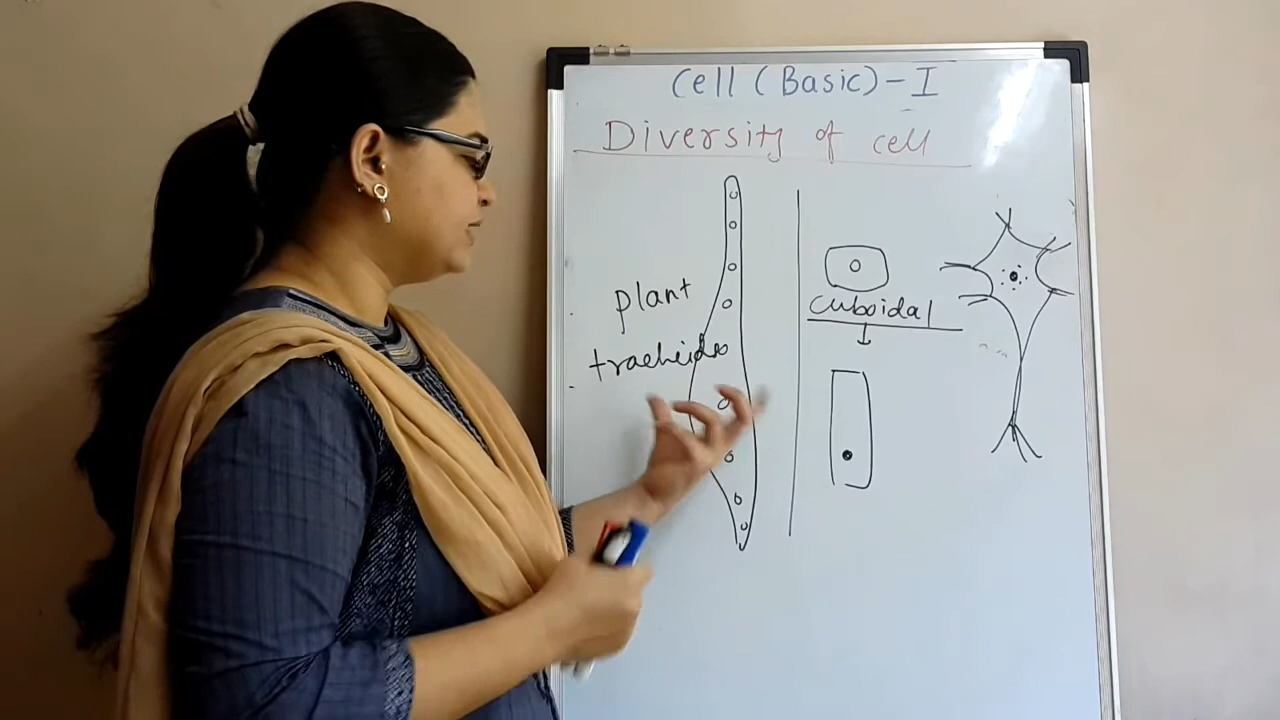 Cell (Basic) - I
Diversity of cell
plant
tracheids
cuboidal